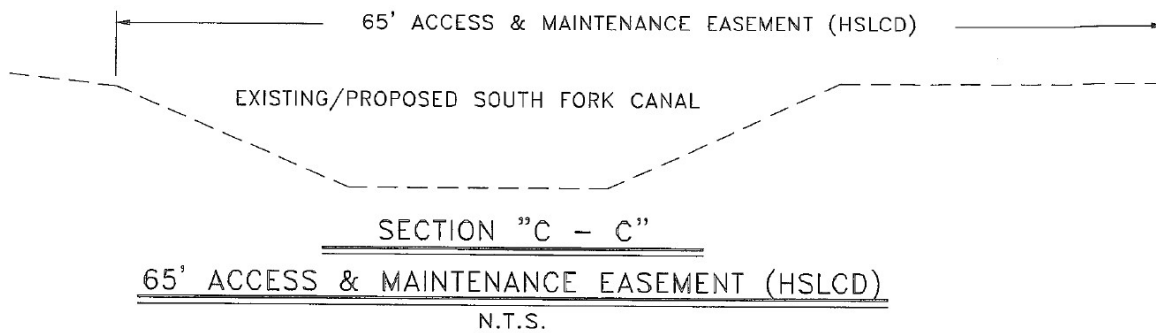 65' ACCESS & MAINTENANCE EASEMENT (HSLCD)
EXISTING/PROPOSED SOUTH FORK CANAL
SECTION "C - C"
65' ACCESS & MAINTENANCE EASEMENT (HSLCD)
N.T.S.